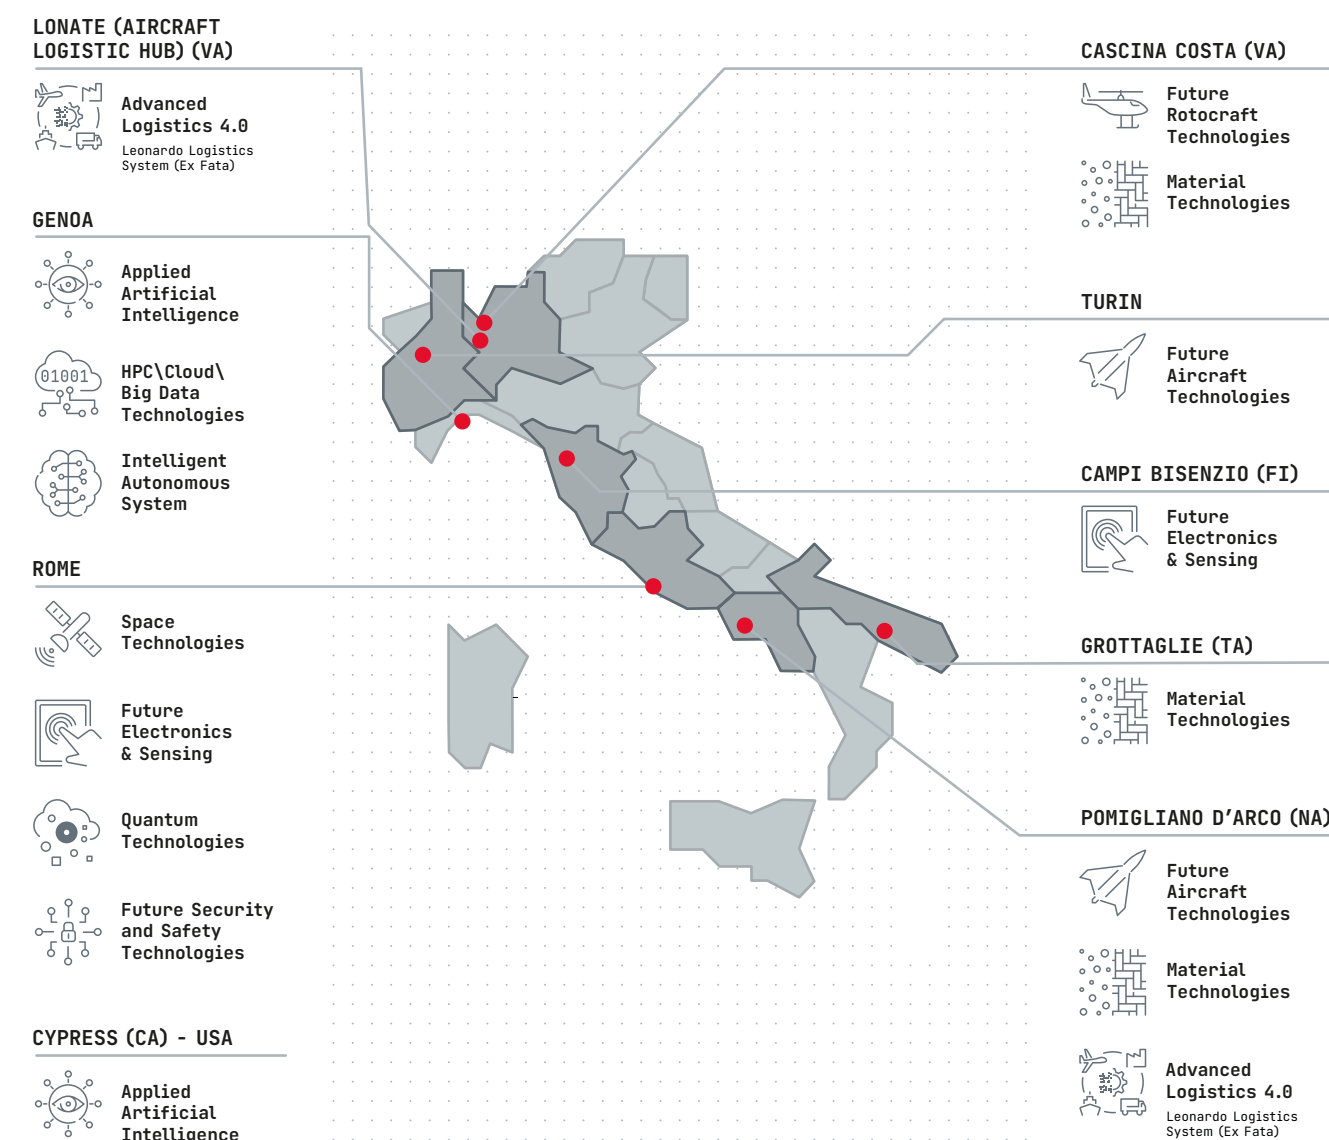 LONATE (AIRCRAFT
LOGISTIC HUB) (VA)
Advanced
Logistics 4.0
Leonardo Logistics
System (Ex Fata)
GENOA
Applied
Artificial
Intelligence
01001
HPC\Cloud\
Big Data
Technologies
Intelligent
Autonomous
System
ROME
Space
Technologies
Future
Electronics
& Sensing
Quantum
Technologies
Future Security
and Safety
Technologies
CYPRESS (CA) - USA
Applied
Artificial
Intelligence
CASCINA COSTA (VA)
Future
Rotocraft
Technologies
Material
Technologies
TURIN
Future
Aircraft
Technologies
CAMPI BISENZIO (FI)
Future
Electronics
& Sensing
GROTTAGLIE (TA)
Material
Technologies
POMIGLIANO D’ARCO (NA)
Future
Aircraft
Technologies
Material
Technologies
Advanced
Logistics 4.0
Leonardo Logistics
System (Ex Fata)